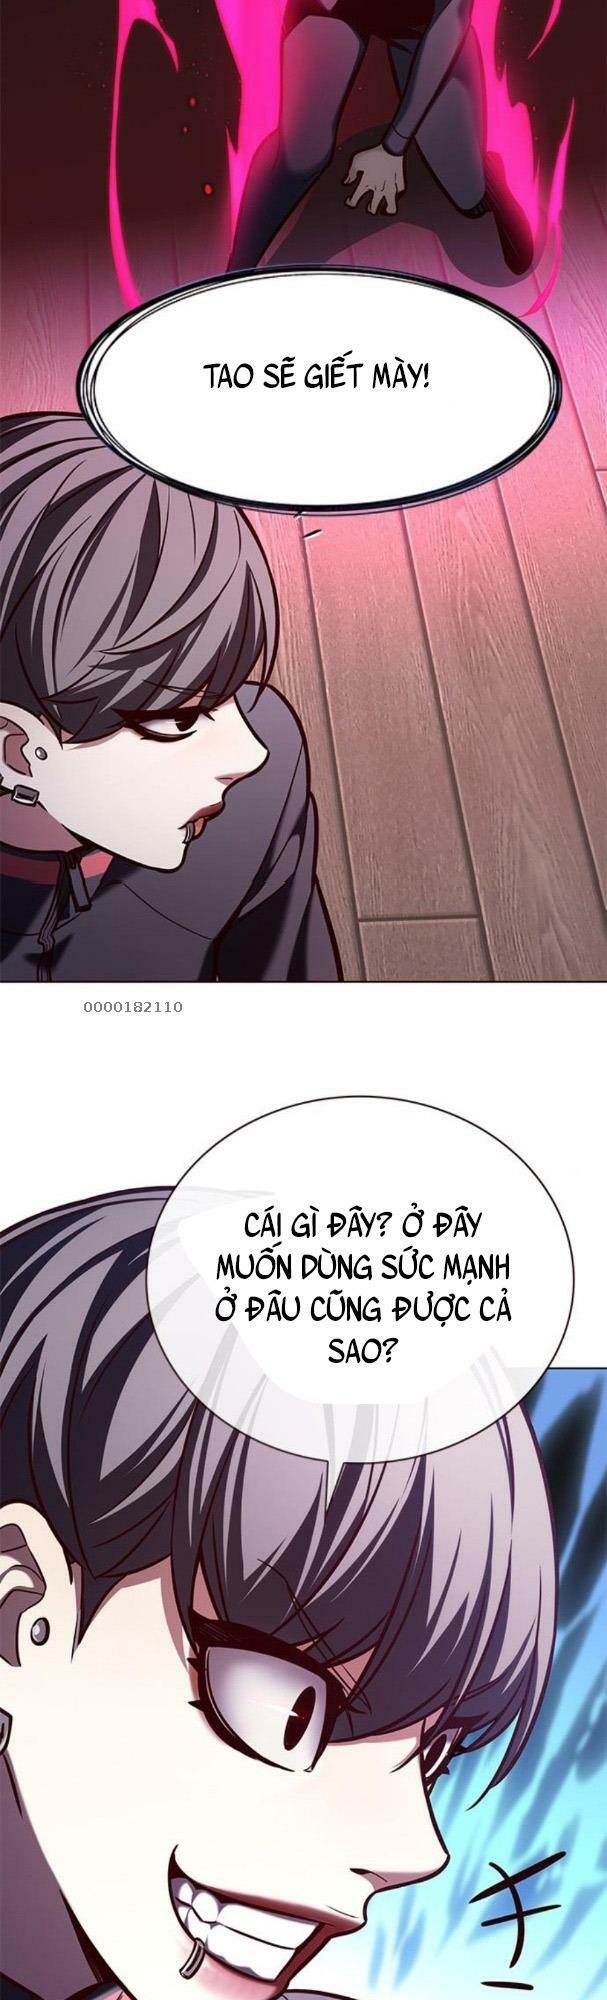 TAO SẼ GIẾT MÀY!
0000182110
CÁI GÌ ĐÂY? Ở ĐÂY
MUỐN DÙNG SỨC MẠNH
Ở ĐÂU CŨNG ĐƯỢC CẢ
SAO?